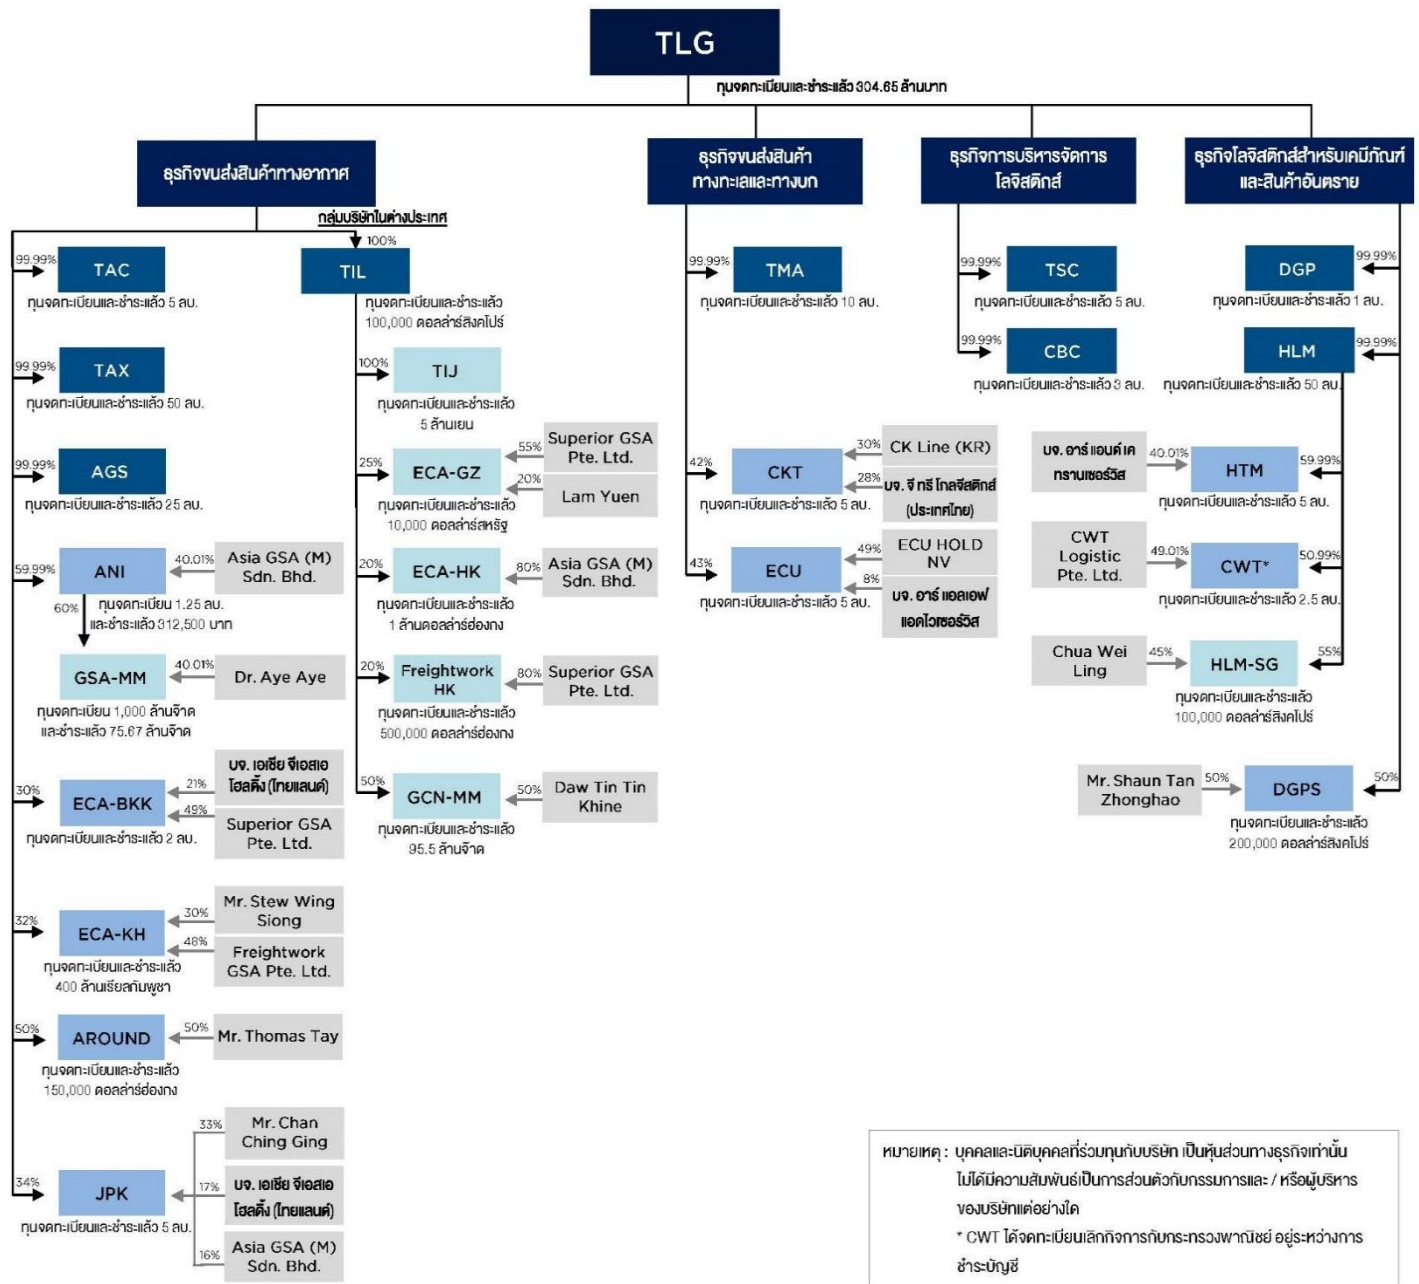 TLG
ทุนจดทะเบียนและชำระแล้ว 304.65 ล้านบาท
ธุรกิจขนส่งสินค้าทางอากาศ
กลุ่มบริษัทในต่างประเทศ
99.99%
TAC
ทุนจดทะเบียนและชำระแล้ว 5 ลบ.
99.99%
TAX
ทุนจดทะเบียนและชำระแล้ว 50 ลบ.
99.99%
AGS
ทุนจดทะเบียนและชำระแล้ว 25 ลบ.
59.99%
ANI
40.01%
Asia GSA (M)
Sdn. Bhd.
60%
ทุนจดทะเบียน 1.25 ลบ.
และชำระแล้ว 312,500 บาท
GSA-MM
40.01%
Dr. Aye Aye
ทุนจดทะเบียน 1,000 ล้านจ๊าด
และชำระแล้ว 75.67 ล้านจ๊าด
30%
ECA-BKK
21%
บจ. เอเชีย จีเอสเอ
โฮลดิ้ง (ไทยแลนด์)
49%
Superior GSA
Pte. Ltd.
ทุนจดทะเบียนและชำระแล้ว 2 ลบ.
32%
ECA-KH
30%
Mr. Stew Wing
Siong
48%
Freightwork
GSA Pte. Ltd.
ทุนจดทะเบียนและชำระแล้ว
400 ล้านเรียลกัมพูชา
50%
AROUND
50%
Mr. Thomas Tay
ทุนจดทะเบียนและชำระแล้ว
150,000 ดอลล่าร์ฮ่องกง
34%
JPK
33%
Mr. Chan
Ching Ging
17%
บจ. เอเชีย จีเอสเอ
โฮลดิ้ง (ไทยแลนด์)
16%
Asia GSA (M)
Sdn. Bhd.
ทุนจดทะเบียนและชำระแล้ว 5 ลบ.
100%
TIL
ทุนจดทะเบียนและชำระแล้ว
100,000 ดอลล่าร์สิงคโปร์
100%
TIJ
ทุนจดทะเบียนและชำระแล้ว
5 ล้านเยน
25%
ECA-GZ
55%
Superior GSA
Pte. Ltd.
20%
Lam Yuen
ทุนจดทะเบียนและชำระแล้ว
10,000 ดอลล่าร์สหรัฐ
20%
ECA-HK
80%
Asia GSA (M)
Sdn. Bhd.
ทุนจดทะเบียนและชำระแล้ว
1 ล้านดอลล่าร์ฮ่องกง
20%
Freightwork
HK
80%
Superior GSA
Pte. Ltd.
ทุนจดทะเบียนและชำระแล้ว
500,000 ดอลล่าร์ฮ่องกง
50%
GCN-MM
50%
Daw Tin Tin
Khine
ทุนจดทะเบียนและชำระแล้ว
95.5 ล้านจ๊าด
ธุรกิจขนส่งสินค้า
ทางทะเลและทางบก
99.99%
TMA
ทุนจดทะเบียนและชำระแล้ว 10 ลบ.
42%
CKT
30%
CK Line (KR)
28%
บจ. จี ทรี โกลจีสติกส์
(ประเทศไทย)
ทุนจดทะเบียนและชำระแล้ว 5 ลบ.
43%
ECU
49%
ECU HOLD
NV
8%
บจ. อาร์ แอลเอฟ
แอดไวเซอร์วิส
ทุนจดทะเบียนและชำระแล้ว 5 ลบ.
ธุรกิจการบริหารจัดการ
โลจิสติกส์
99.99%
TSC
ทุนจดทะเบียนและชำระแล้ว 5 ลบ.
99.99%
CBC
ทุนจดทะเบียนและชำระแล้ว 3 ลบ.
ธุรกิจโลจิสติกส์สำหรับเคมีภัณฑ์
และสินค้าอันตราย
DGP
99.99%
ทุนจดทะเบียนและชำระแล้ว 1 ลบ.
HLM
99.99%
ทุนจดทะเบียนและชำระแล้ว 50 ลบ.
บจ. อาร์ แอนด์ เค
ทรานเซอร์วิส
40.01%
HTM
59.99%
ทุนจดทะเบียนและชำระแล้ว 5 ลบ.
CWT
Logistic
Pte. Ltd.
49.01%
CWT*
50.99%
ทุนจดทะเบียนและชำระแล้ว 2.5 ลบ.
Chua Wei
Ling
45%
HLM-SG
55%
ทุนจดทะเบียนและชำระแล้ว
100,000 ดอลล่าร์สิงคโปร์
Mr. Shaun Tan
Zhonghao
50%
DGPS
50%
ทุนจดทะเบียนและชำระแล้ว
200,000 ดอลล่าร์สิงคโปร์
หมายเหตุ : บุคคลและนิติบุคคลที่ร่วมทุนกับบริษัท เป็นหุ้นส่วนทางธุรกิจเท่านั้น
ไม่ได้มีความสัมพันธ์เป็นการส่วนตัวกับกรรมการและ / หรือผู้บริหาร
ของบริษัทแต่อย่างใด
* CWT ได้จดทะเบียนเลิกกิจการกับกระทรวงพาณิชย์ อยู่ระหว่างการ
ชำระบัญชี